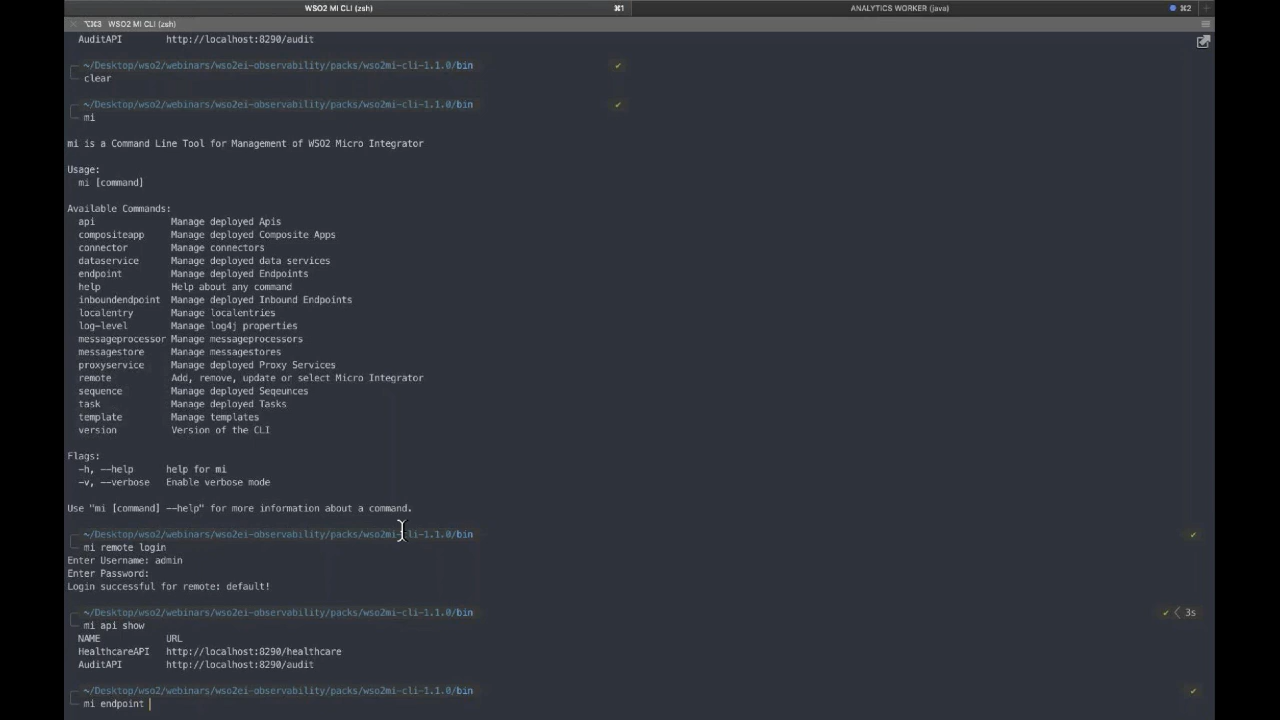 WSO2 MI CLI (zsh) ⌘1 ANALYTICS WORKER (java) ⌘2 +
⌥⌘3 WSO2 MI CLI (zsh)
AuditAPI http://localhost:8290/audit
~/Desktop/wso2/webinars/wso2ei-observability/packs/wso2mi-cli-1.1.0/bin ✓
clear
~/Desktop/wso2/webinars/wso2ei-observability/packs/wso2mi-cli-1.1.0/bin ✓
mi
mi is a Command Line Tool for Management of WSO2 Micro Integrator
Usage:
mi [command]
Available Commands:
api Manage deployed Apis
compositeapp Manage deployed Composite Apps
connector Manage connectors
dataservice Manage deployed data services
endpoint Manage deployed Endpoints
help Help about any command
inboundendpoint Manage deployed Inbound Endpoints
localentry Manage localentries
log-level Manage log4j properties
messageprocessor Manage messageprocessors
messagestore Manage messagestores
proxyservice Manage deployed Proxy Services
remote Add, remove, update or select Micro Integrator
sequence Manage deployed Seqeunces
task Manage deployed Tasks
template Manage templates
version Version of the CLI
Flags:
-h, --help help for mi
-v, --verbose Enable verbose mode
Use "mi [command] --help" for more information about a command.
~/Desktop/wso2/webinars/wso2ei-observability/packs/wso2mi-cli-1.1.0/bin ✓
mi remote login
Enter Username: admin
Enter Password:
Login successful for remote: default!
~/Desktop/wso2/webinars/wso2ei-observability/packs/wso2mi-cli-1.1.0/bin ✓ 3s
mi api show
NAME URL
HealthcareAPI http://localhost:8290/healthcare
AuditAPI http://localhost:8290/audit
~/Desktop/wso2/webinars/wso2ei-observability/packs/wso2mi-cli-1.1.0/bin ✓
mi endpoint